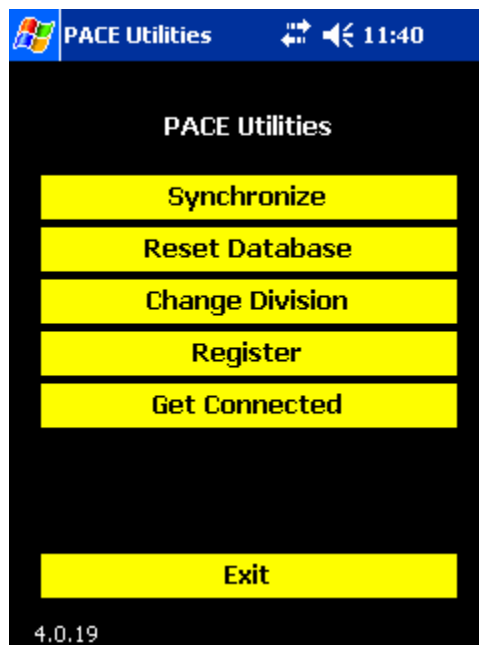 PACE Utilities 11:40
PACE Utilities
Synchronize
Reset Database
Change Division
Register
Get Connected
Exit
4.0.19